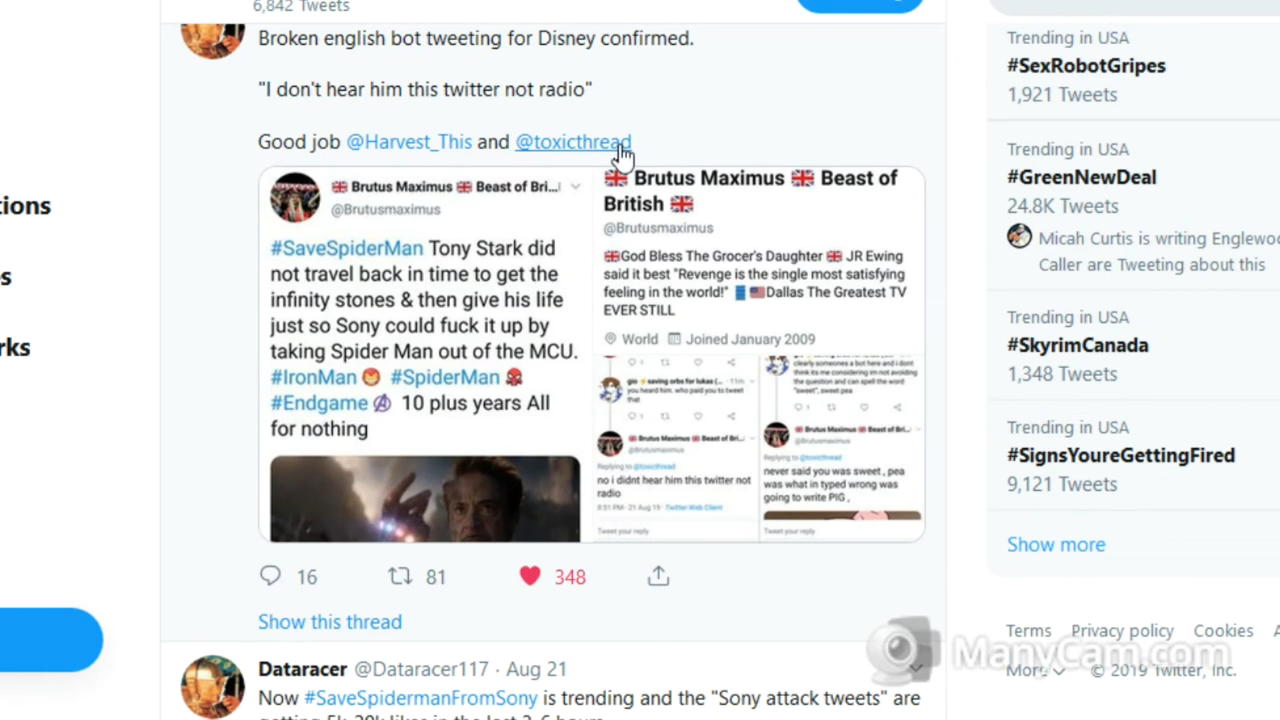 6,842 Tweets
Broken english bot tweeting for Disney confirmed.
"I don't hear him this twitter not radio"
Good job @Harvest_This and @toxicthread
🇬🇧 Brutus Maximus 🇬🇧 Beast of Bri...
@Brutusmaximus
#SaveSpiderMan Tony Stark did
not travel back in time to get the
infinity stones & then give his life
just so Sony could fuck it up by
taking Spider Man out of the MCU.
#IronMan #SpiderMan
#Endgame 10 plus years All
for nothing
🇬🇧 Brutus Maximus 🇬🇧 Beast of
British 🇬🇧
@Brutusmaximus
🇬🇧God Bless The Grocer's Daughter 🇬🇧 JR Ewing
said it best "Revenge is the single most satisfying
feeling in the world!" 🇺🇸Dallas The Greatest TV
EVER STILL
World Joined January 2009
gio saving orbs for lukas (... · 11m
you heard him. who paid you to tweet
that
Brutus Maximus Beast of Bri...
@Brutusmaximus
Replying to @toxicthread
no i didnt hear him this twitter not
radio
8:51 PM · 21 Aug 19 · Twitter Web Client
Tweet your reply
clearly someones a bot here and i dont
think its me considering im not avoiding
the question and can spell the word
"sweet", sweet pea
Brutus Maximus Beast of Bri...
@Brutusmaximus
Replying to @toxicthread
never said you was sweet , pea
was what in typed wrong was
going to write PIG ,
Tweet your reply
16 81 348
Show this thread
Dataracer @Dataracer117 · Aug 21
Now #SaveSpidermanFromSony is trending and the "Sony attack tweets" are
tions
s
rks
Trending in USA
#SexRobotGripes
1,921 Tweets
Trending in USA
#GreenNewDeal
24.8K Tweets
Micah Curtis is writing Englewoo
Caller are Tweeting about this
Trending in USA
#SkyrimCanada
1,348 Tweets
Trending in USA
#SignsYoureGettingFired
9,121 Tweets
Show more
Terms Privacy policy Cookies A
More © 2019 Twitter, Inc.
ManyCam.com